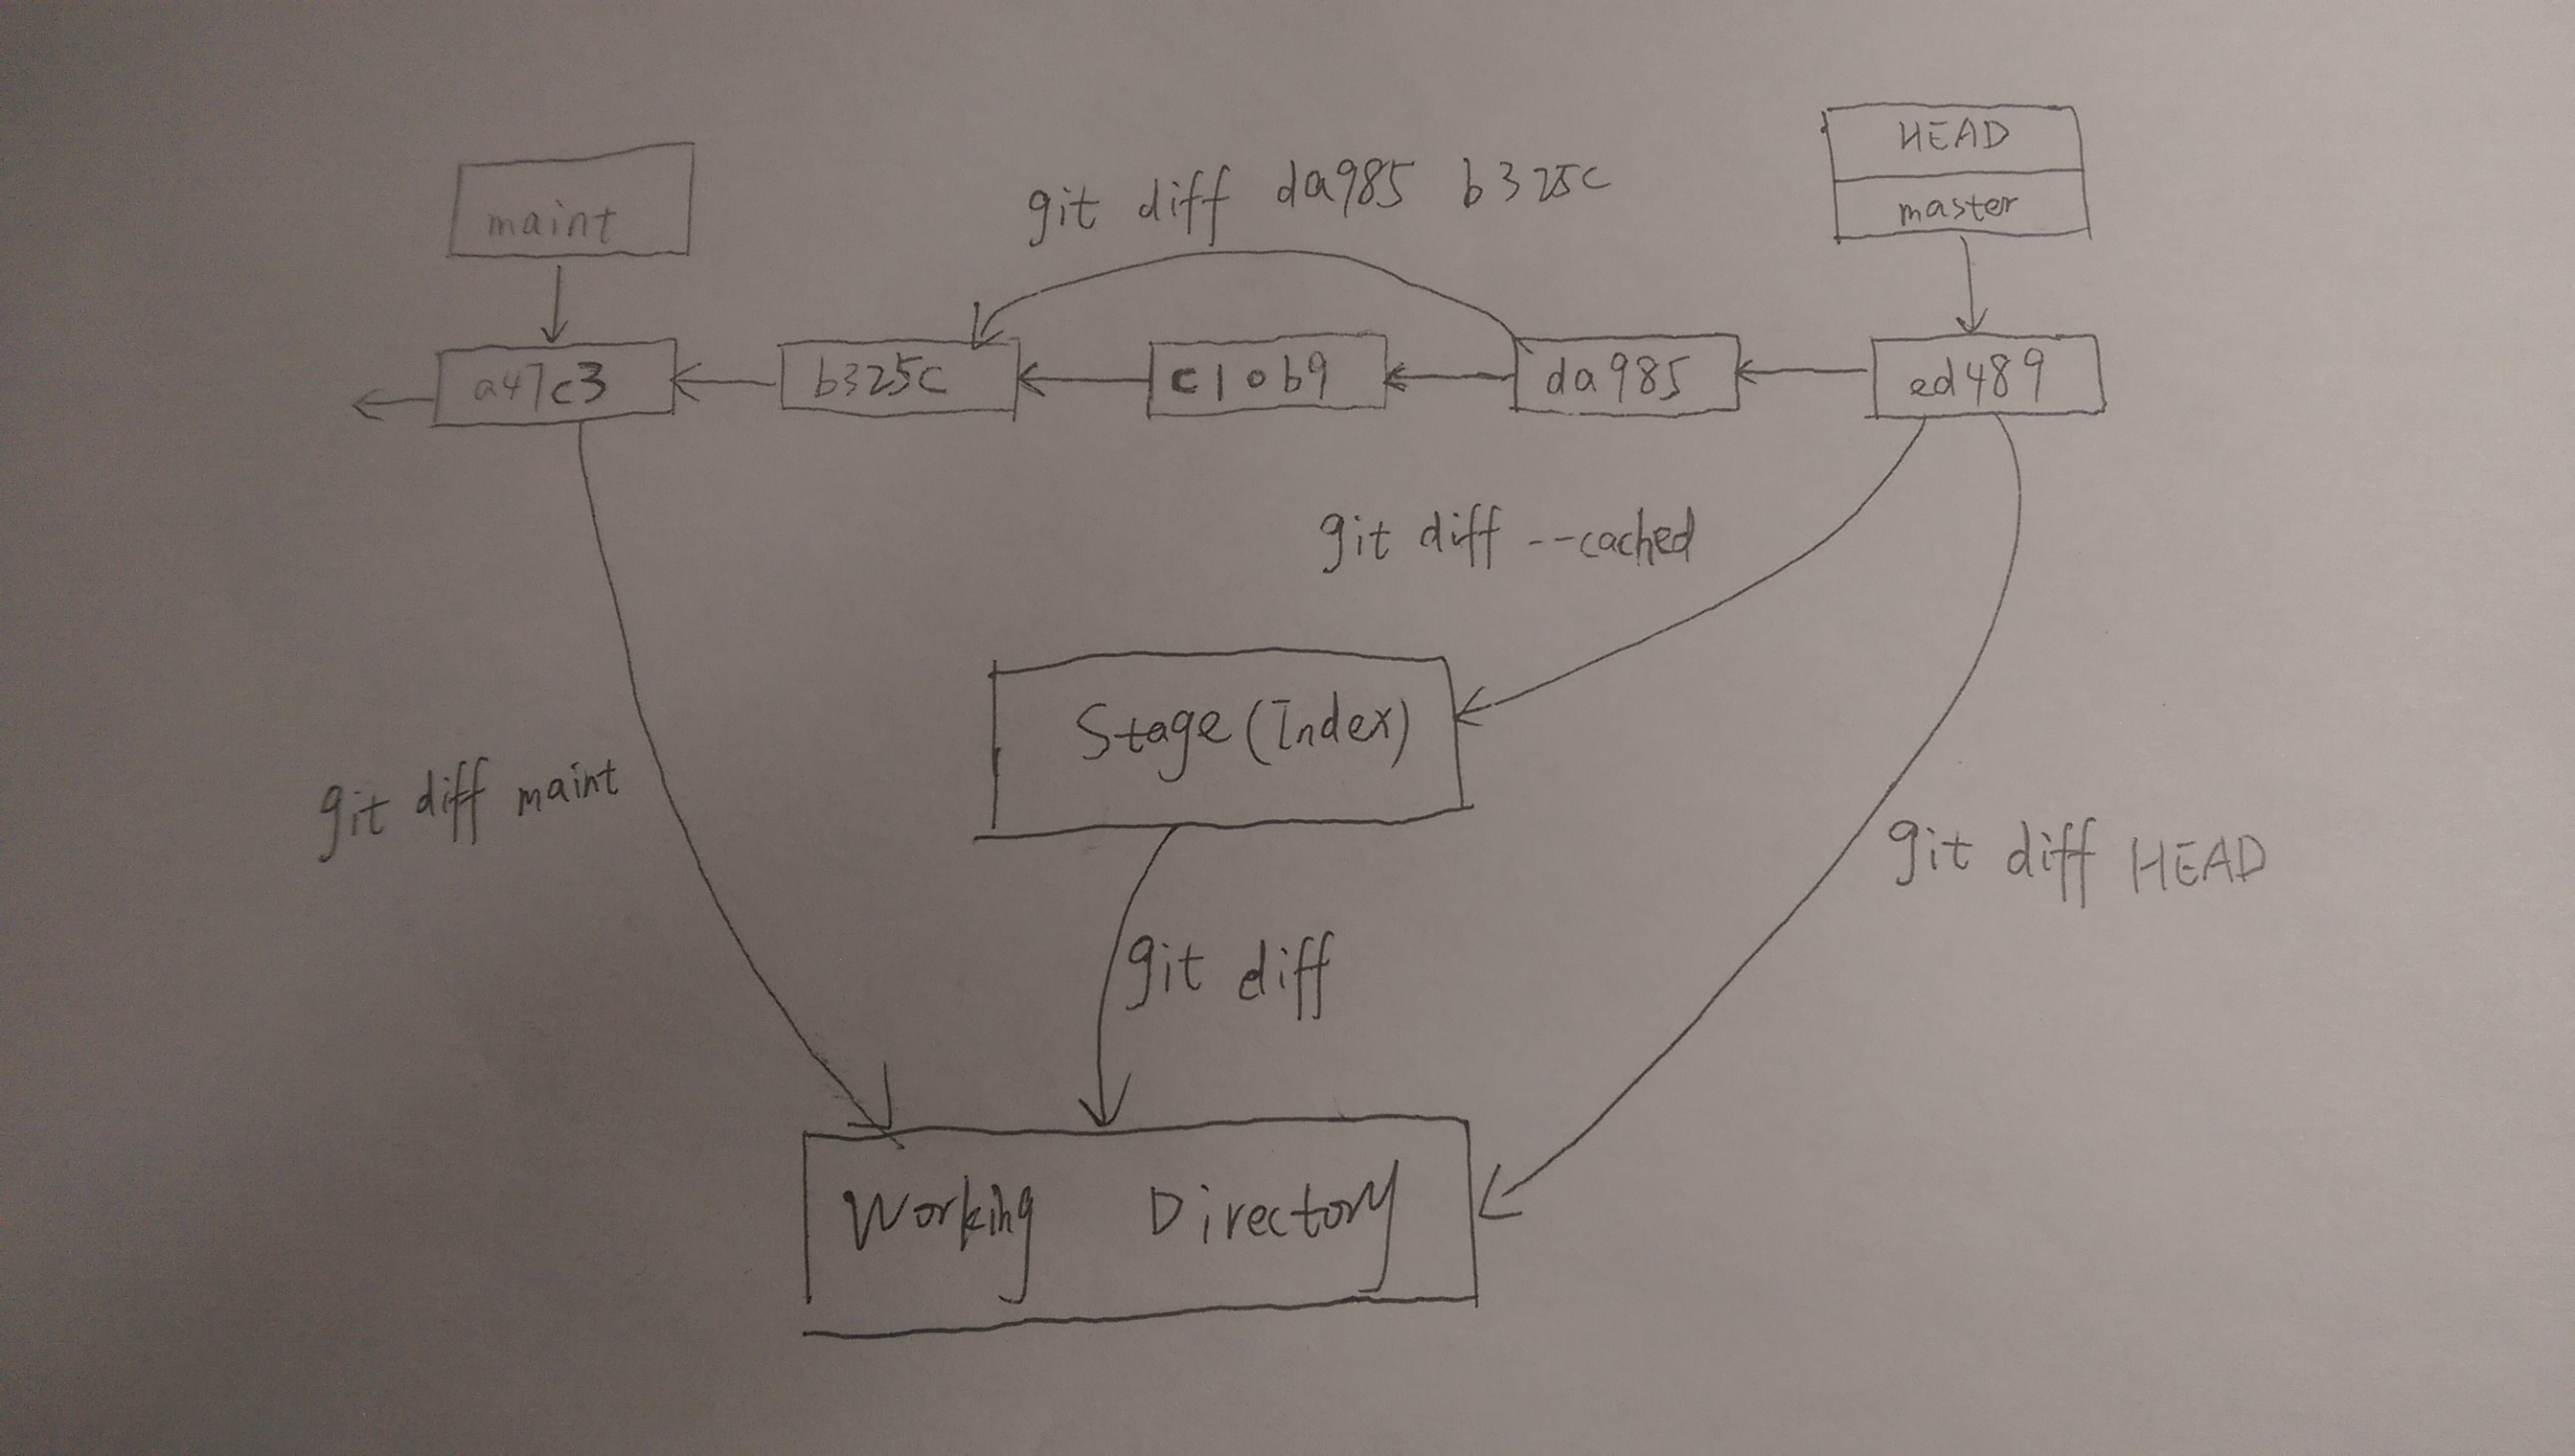 HEAD
master
maint
git diff da985 b325c
a47c3
b325c
c10b9
da985
ed489
git diff --cached
Stage (Index)
git diff maint
git diff HEAD
git diff
Working Directory